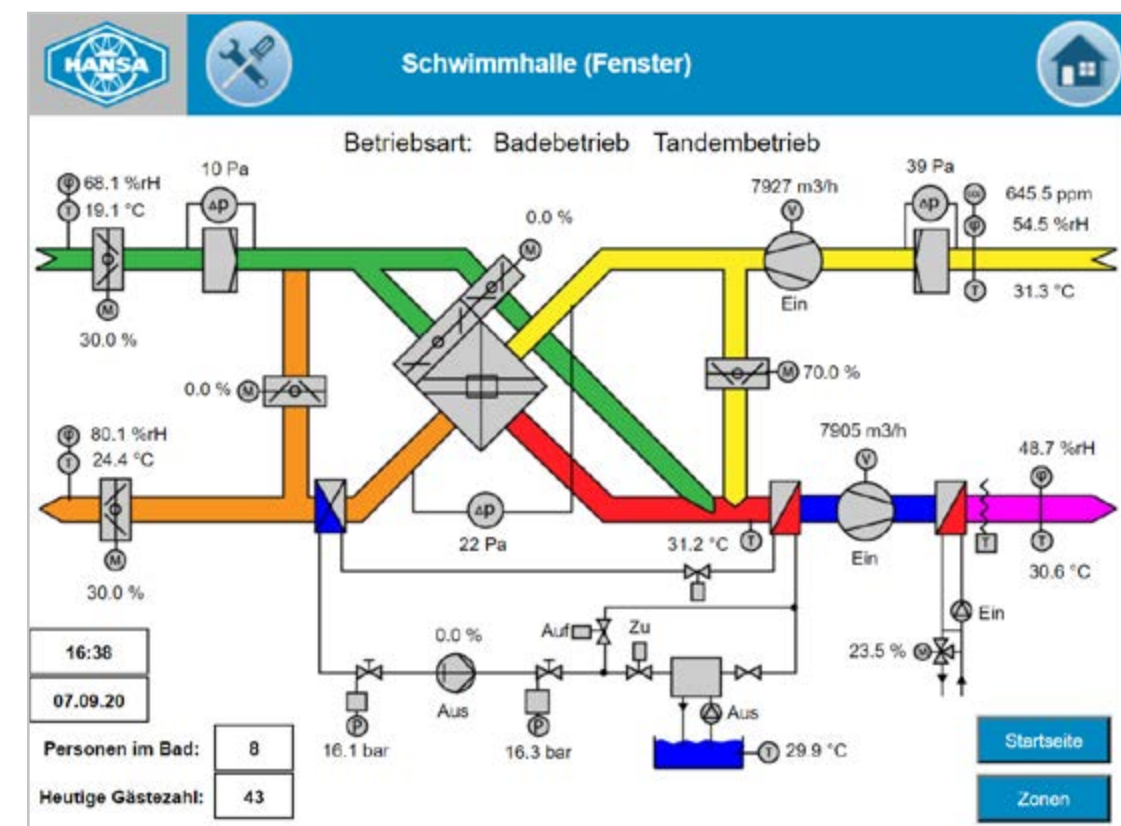 HANSA
Schwimmhalle (Fenster)
Betriebsart: Badebetrieb Tandembetrieb
68.1 %rH
19.1 °C
10 Pa
Δp
φ
T
M
30.0 %
0.0 %
M
7927 m3/h
V
Ein
39 Pa
Δp
645.5 ppm
φ
54.5 %rH
T
31.3 °C
0.0 %
M
M
70.0 %
φ
80.1 %rH
T
24.4 °C
M
30.0 %
Δp
22 Pa
31.2 °C
T
7905 m3/h
V
Ein
48.7 %rH
φ
T
T
30.6 °C
Ein
23.5 %
M
0.0 %
Aus
Auf
Zu
Aus
P
16.1 bar
P
16.3 bar
T
29.9 °C
16:38
07.09.20
Personen im Bad: 8
Heutige Gästezahl: 43
Startseite
Zonen